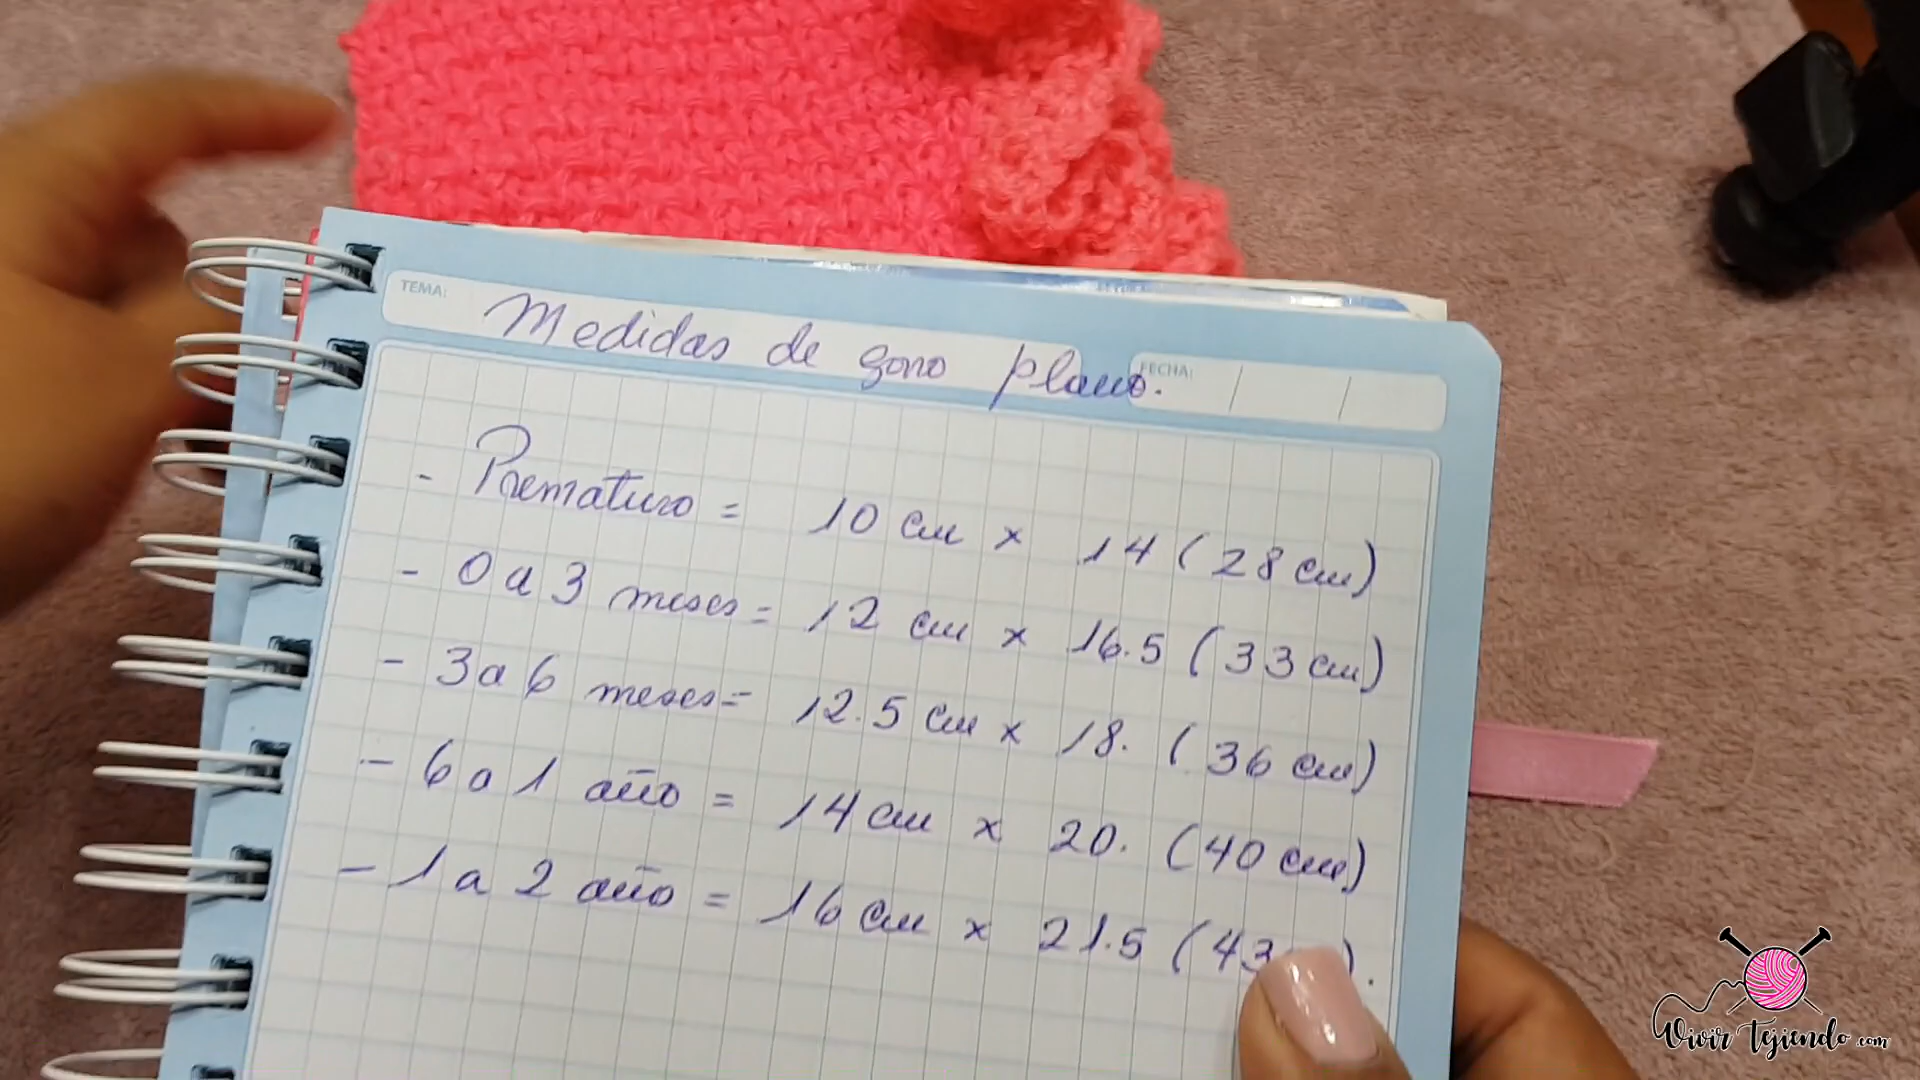 TEMA:
Medidas de gorro plano.
FECHA: / /
- Prematuro = 10 cm x 14 (28 cm)
- 0 a 3 meses = 12 cm x 16.5 (33 cm)
- 3 a 6 meses = 12.5 cm x 18. (36 cm)
- 6 a 1 año = 14 cm x 20. (40 cm)
- 1 a 2 año = 16 cm x 21.5 (43 ).
Vivir Tejiendo.com